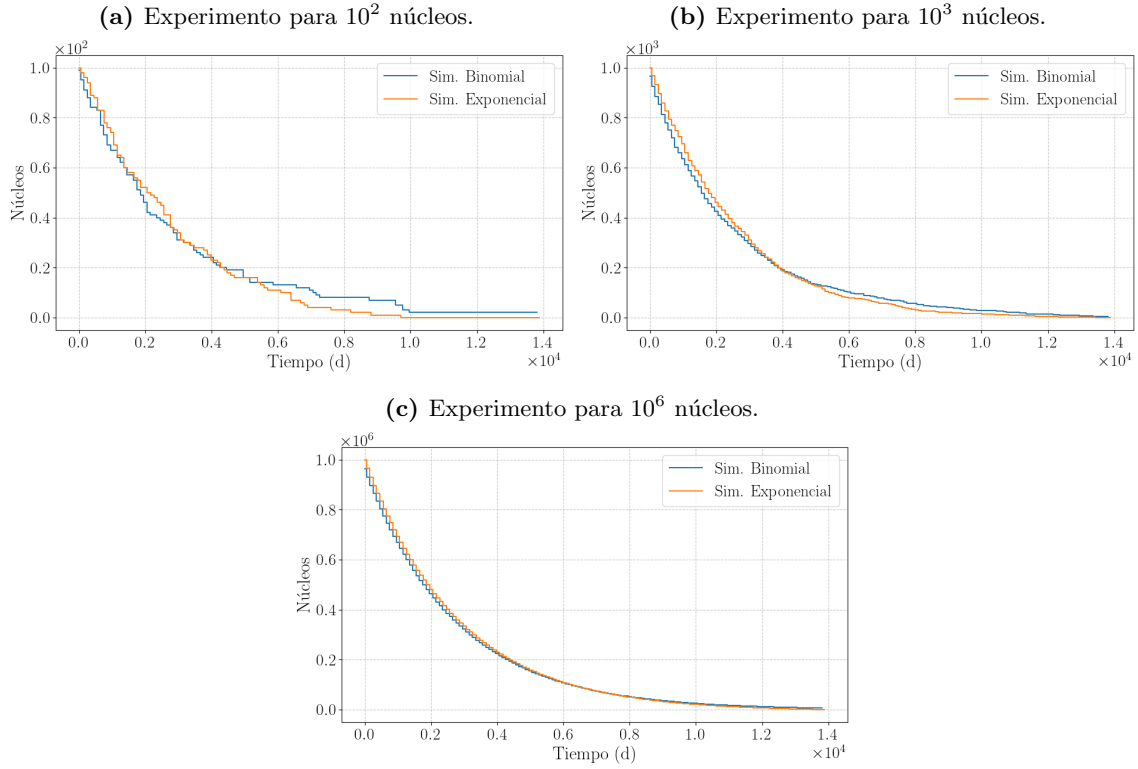 (a) Experimento para 10² núcleos.
×10²
Sim. Binomial
Sim. Exponencial
1.0
0.8
0.6
0.4
0.2
0.0
Núcleos
0.0 0.2 0.4 0.6 0.8 1.0 1.2 1.4
Tiempo (d)
×10⁴
(b) Experimento para 10³ núcleos.
×10³
Sim. Binomial
Sim. Exponencial
1.0
0.8
0.6
0.4
0.2
0.0
Núcleos
0.0 0.2 0.4 0.6 0.8 1.0 1.2 1.4
Tiempo (d)
×10⁴
(c) Experimento para 10⁶ núcleos.
×10⁶
Sim. Binomial
Sim. Exponencial
1.0
0.8
0.6
0.4
0.2
0.0
Núcleos
0.0 0.2 0.4 0.6 0.8 1.0 1.2 1.4
Tiempo (d)
×10⁴